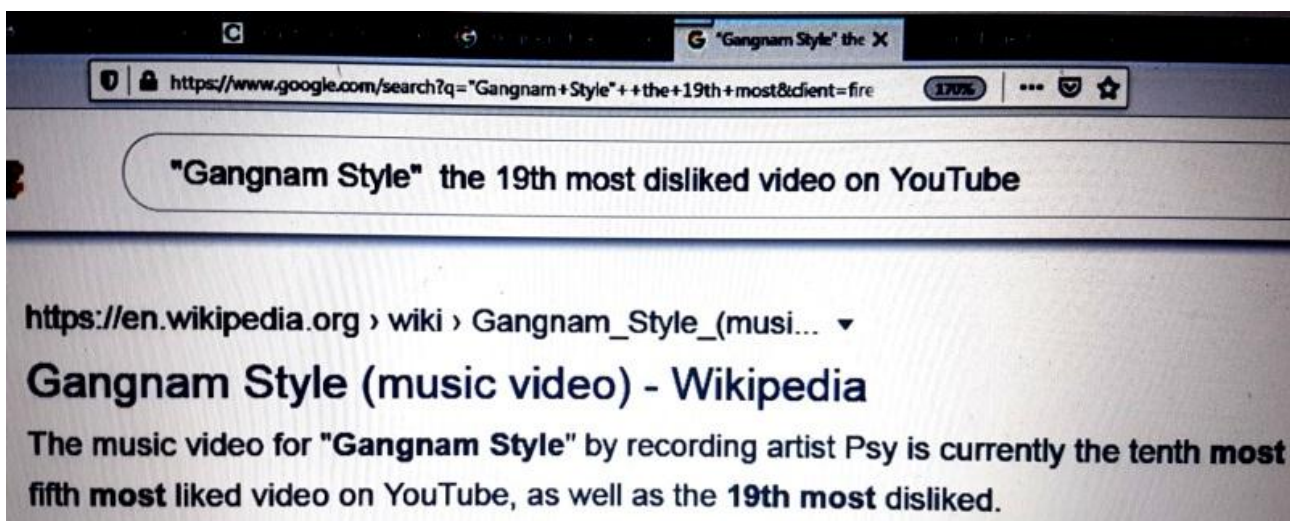 C
G "Gangnam Style" the X
https://www.google.com/search?q="Gangnam+Style"++the+19th+most&client=fire 170%
"Gangnam Style" the 19th most disliked video on YouTube
https://en.wikipedia.org › wiki › Gangnam_Style_(musi...
Gangnam Style (music video) - Wikipedia
The music video for "Gangnam Style" by recording artist Psy is currently the tenth most
fifth most liked video on YouTube, as well as the 19th most disliked.